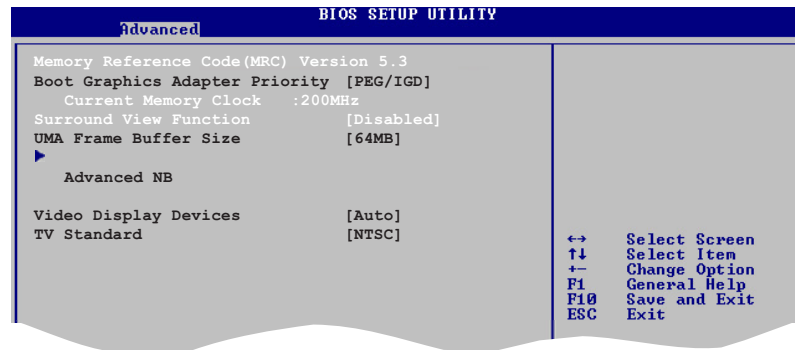 BIOS SETUP UTILITY
Advanced
Memory Reference Code(MRC) Version 5.3
Boot Graphics Adapter Priority [PEG/IGD]
Current Memory Clock :200MHz
Surround View Function [Disabled]
UMA Frame Buffer Size [64MB]
Advanced NB
Video Display Devices [Auto]
TV Standard [NTSC]
←→ Select Screen
↑↓ Select Item
+- Change Option
F1 General Help
F10 Save and Exit
ESC Exit